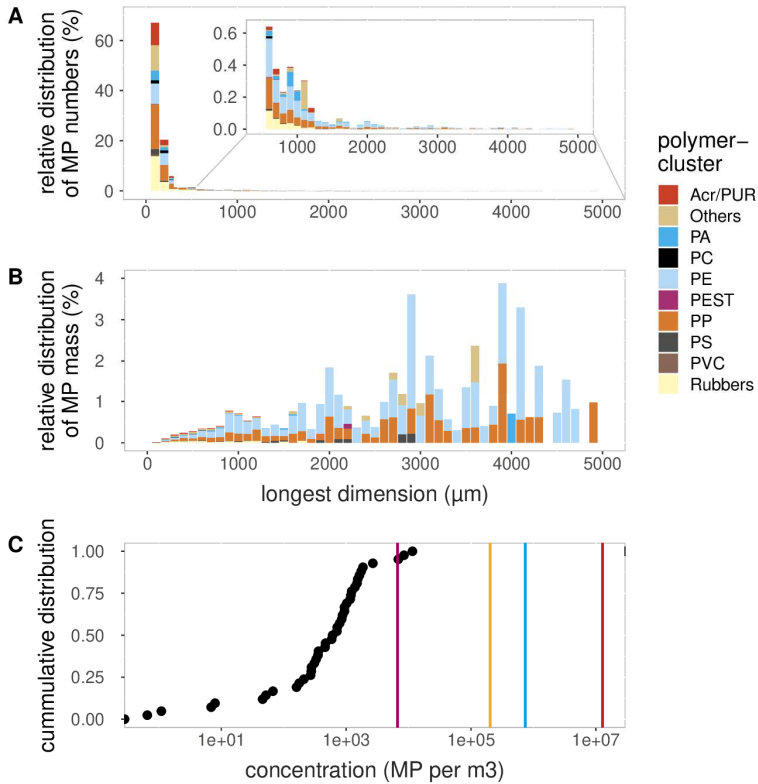 A
relative distribution
of MP numbers (%)
60
40
20
0
0 1000 2000 3000 4000 5000
0.6
0.4
0.2
0.0
1000 2000 3000 4000 5000
B
relative distribution
of MP mass (%)
4
3
2
1
0
0 1000 2000 3000 4000 5000
longest dimension (μm)
polymer−
cluster
Acr/PUR
Others
PA
PC
PE
PEST
PP
PS
PVC
Rubbers
C
cummulative distribution
1.00
0.75
0.50
0.25
0.00
1e+01 1e+03 1e+05 1e+07
concentration (MP per m3)